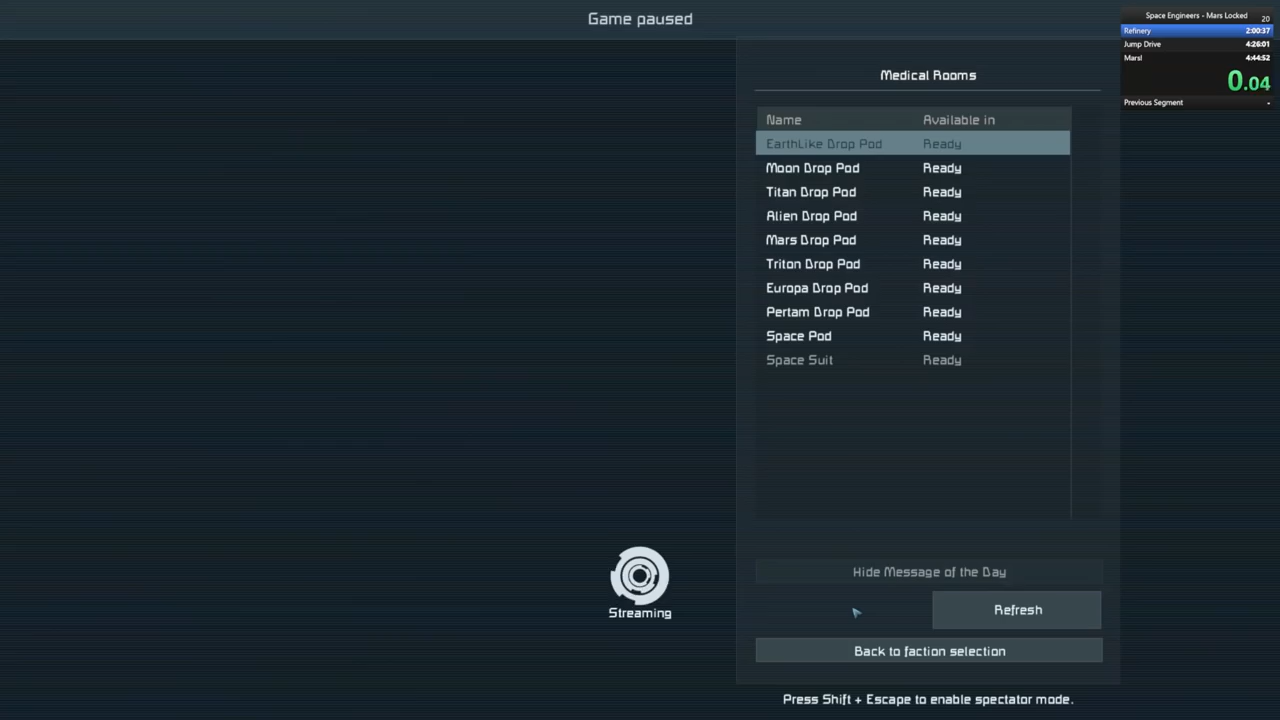 Game paused
Space Engineers - Mars Locked 20
Refinery 2:00:37
Jump Drive 4:26:01
Mars! 4:44:52
0.04
Previous Segment -
Medical Rooms
Name Available in
EarthLike Drop Pod Ready
Moon Drop Pod Ready
Titan Drop Pod Ready
Alien Drop Pod Ready
Mars Drop Pod Ready
Triton Drop Pod Ready
Europa Drop Pod Ready
Pertam Drop Pod Ready
Space Pod Ready
Space Suit Ready
Hide Message of the Day
Streaming
Refresh
Back to faction selection
Press Shift + Escape to enable spectator mode.